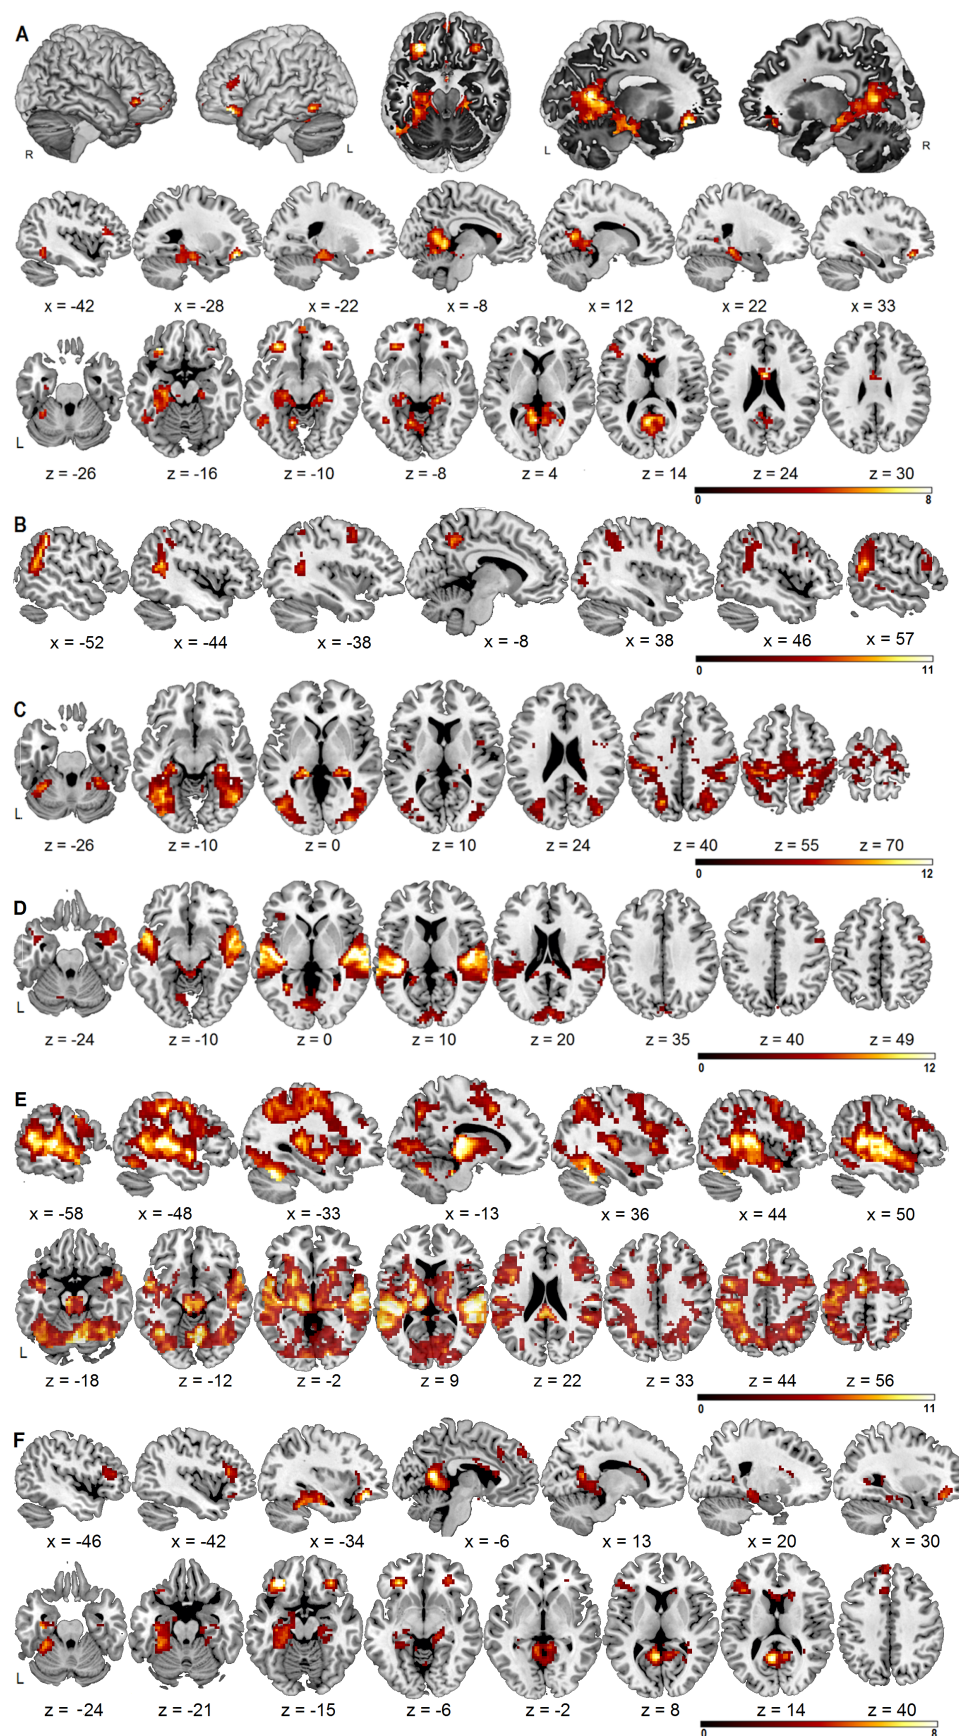 A
R
L
L
R
x = -42 x = -28 x = -22 x = -8 x = 12 x = 22 x = 33
L
z = -26 z = -16 z = -10 z = -8 z = 4 z = 14 z = 24 z = 30
0 8
B
x = -52 x = -44 x = -38 x = -8 x = 38 x = 46 x = 57
0 11
C
L
z = -26 z = -10 z = 0 z = 10 z = 24 z = 40 z = 55 z = 70
0 12
D
L
z = -24 z = -10 z = 0 z = 10 z = 20 z = 35 z = 40 z = 49
0 12
E
x = -58 x = -48 x = -33 x = -13 x = 36 x = 44 x = 50
L
z = -18 z = -12 z = -2 z = 9 z = 22 z = 33 z = 44 z = 56
0 11
F
x = -46 x = -42 x = -34 x = -6 x = 13 x = 20 x = 30
L
z = -24 z = -21 z = -15 z = -6 z = -2 z = 8 z = 14 z = 40
0 8